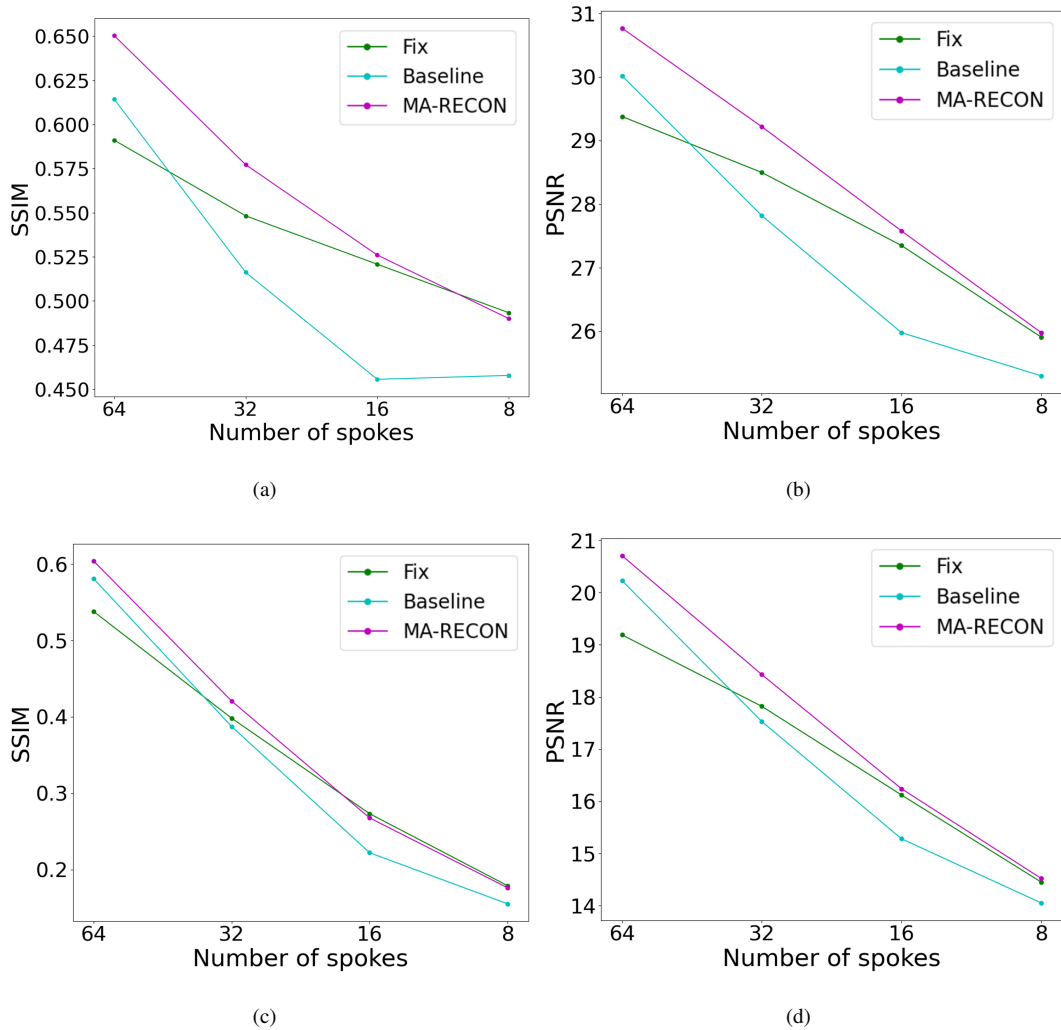 0.650
0.625
0.600
0.575
0.550
0.525
0.500
0.475
0.450
SSIM
Fix
Baseline
MA-RECON
64 32 16 8
Number of spokes
(a)
31
30
29
28
27
26
PSNR
Fix
Baseline
MA-RECON
64 32 16 8
Number of spokes
(b)
0.6
0.5
0.4
0.3
0.2
SSIM
Fix
Baseline
MA-RECON
64 32 16 8
Number of spokes
(c)
21
20
19
18
17
16
15
14
PSNR
Fix
Baseline
MA-RECON
64 32 16 8
Number of spokes
(d)